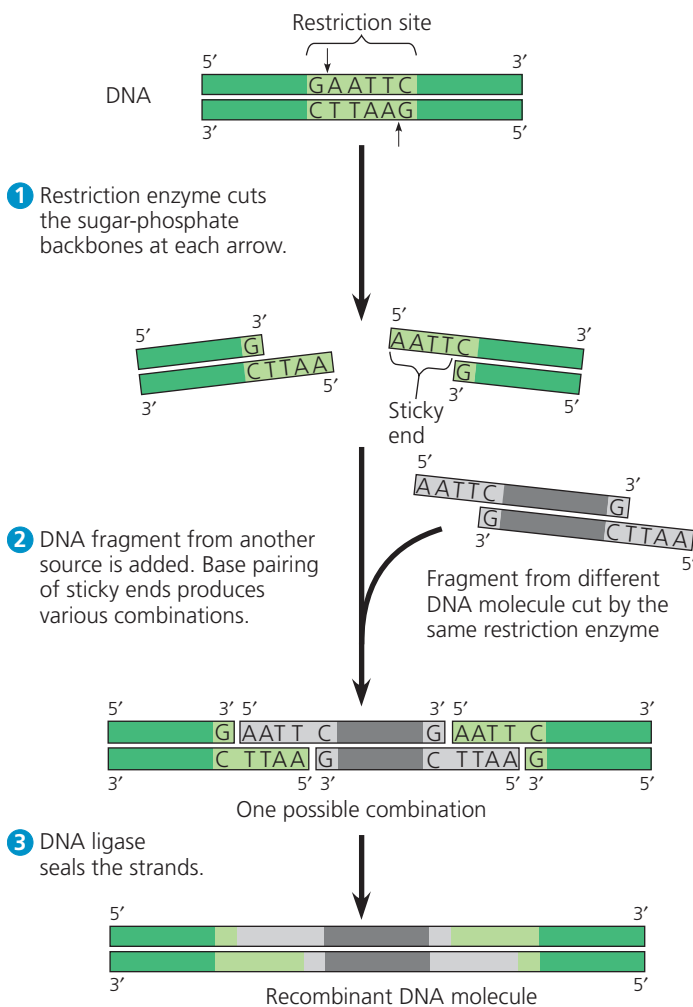 Restriction site
5′ 3′
DNA
GAATTC
CTTAAG
3′ 5′
1 Restriction enzyme cuts
the sugar-phosphate
backbones at each arrow.
5′ 3′
G
CTTAA
3′ 5′
5′ 3′
AATTC
G
3′ 5′
Sticky
end
5′ 3′
AATTC G
G CTTAA
3′ 5′
2 DNA fragment from another
source is added. Base pairing
of sticky ends produces
various combinations.
Fragment from different
DNA molecule cut by the
same restriction enzyme
5′ 3′ 5′ 3′ 5′ 3′
G AATT C G AATT C
C TTAA G C TTAA G
3′ 5′ 3′ 5′ 3′ 5′
One possible combination
3 DNA ligase
seals the strands.
5′ 3′
3′ 5′
Recombinant DNA molecule